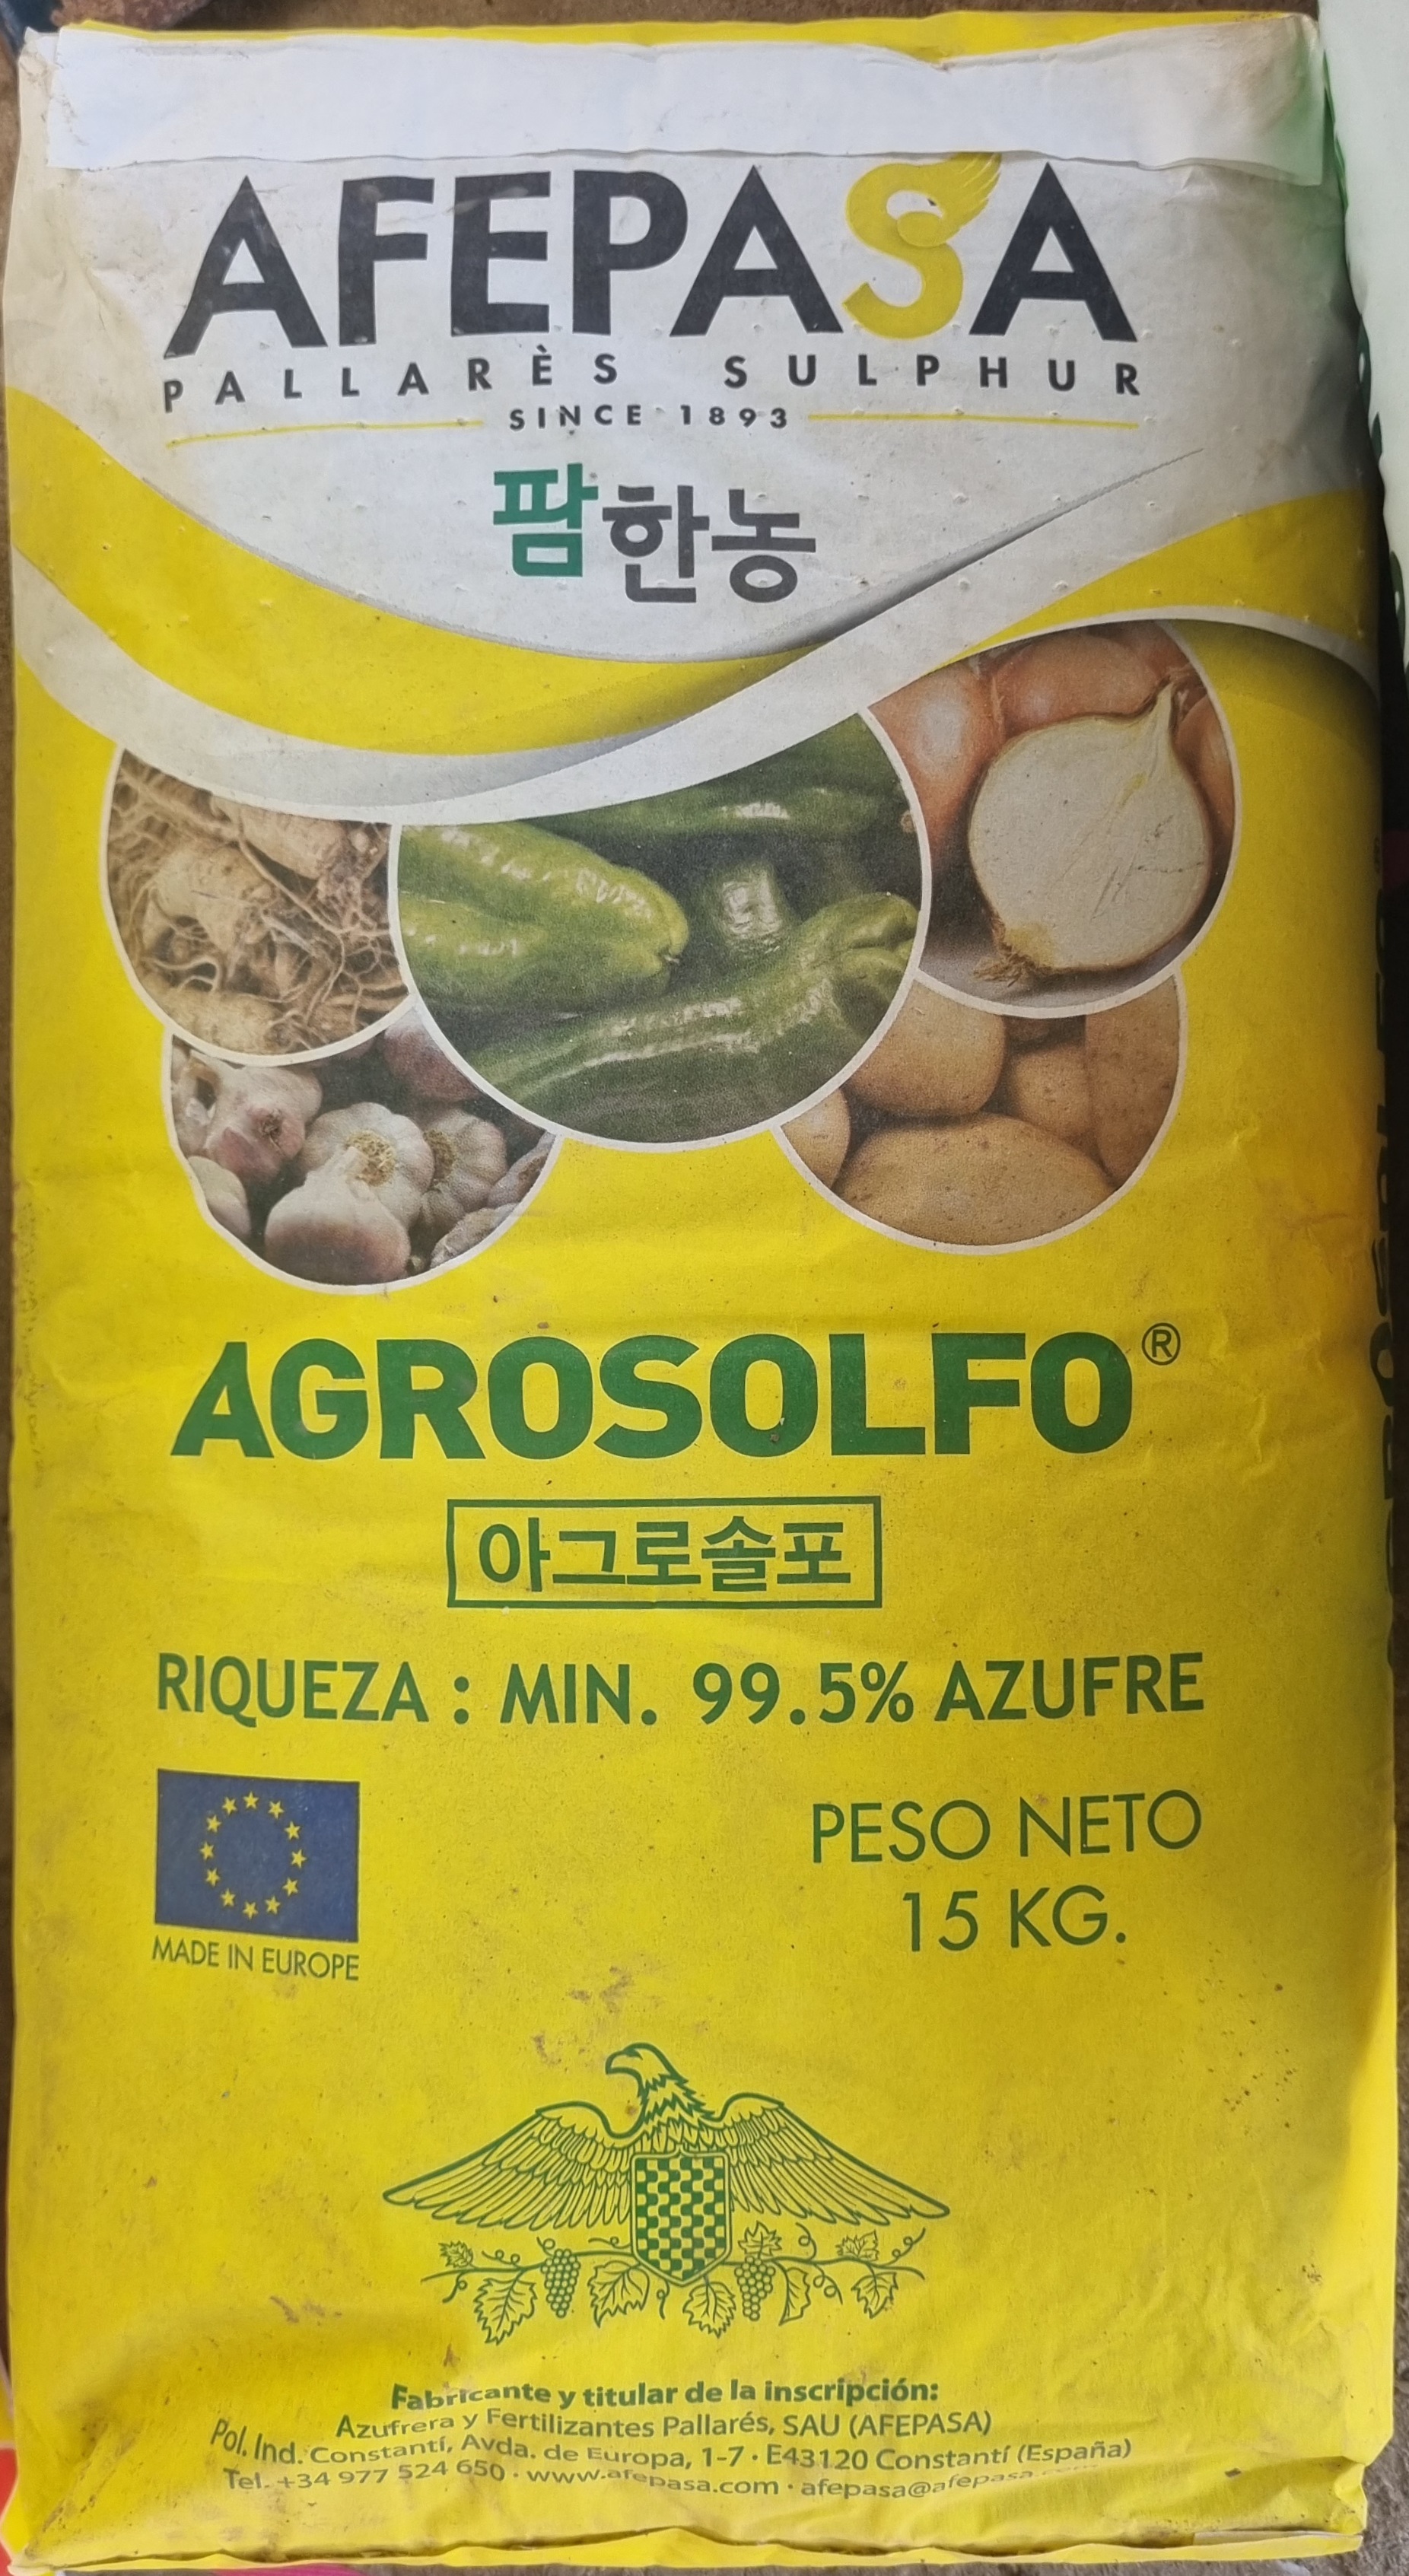 AFEPASA
PALLARÈS SULPHUR
SINCE 1893
팜한농
AGROSOLFO®
아그로솔포
RIQUEZA : MIN. 99.5% AZUFRE
MADE IN EUROPE
PESO NETO
15 KG.
Fabricante y titular de la inscripción:
Azufrera y Fertilizantes Pallarés, SAU (AFEPASA)
Pol. Ind. Constantí, Avda. de Europa, 1-7 · E43120 Constantí (España)
Tel. +34 977 524 650 · www.afepasa.com · afepasa@afepasa.com